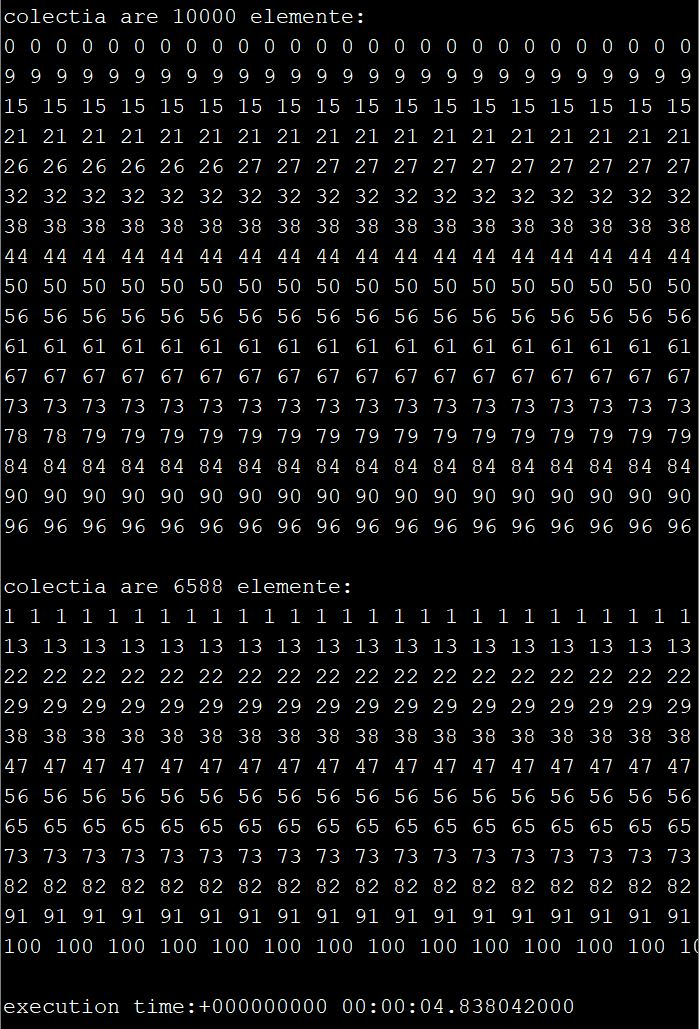 colectia are 10000 elemente:
0 0 0 0 0 0 0 0 0 0 0 0 0 0 0 0 0 0 0 0 0 0 0 0 0 0 0
9 9 9 9 9 9 9 9 9 9 9 9 9 9 9 9 9 9 9 9 9 9 9 9 9 9 9
15 15 15 15 15 15 15 15 15 15 15 15 15 15 15 15 15 15
21 21 21 21 21 21 21 21 21 21 21 21 21 21 21 21 21 21
26 26 26 26 26 26 27 27 27 27 27 27 27 27 27 27 27 27
32 32 32 32 32 32 32 32 32 32 32 32 32 32 32 32 32 32
38 38 38 38 38 38 38 38 38 38 38 38 38 38 38 38 38 38
44 44 44 44 44 44 44 44 44 44 44 44 44 44 44 44 44 44
50 50 50 50 50 50 50 50 50 50 50 50 50 50 50 50 50 50
56 56 56 56 56 56 56 56 56 56 56 56 56 56 56 56 56 56
61 61 61 61 61 61 61 61 61 61 61 61 61 61 61 61 61 61
67 67 67 67 67 67 67 67 67 67 67 67 67 67 67 67 67 67
73 73 73 73 73 73 73 73 73 73 73 73 73 73 73 73 73 73
78 78 79 79 79 79 79 79 79 79 79 79 79 79 79 79 79 79
84 84 84 84 84 84 84 84 84 84 84 84 84 84 84 84 84 84
90 90 90 90 90 90 90 90 90 90 90 90 90 90 90 90 90 90
96 96 96 96 96 96 96 96 96 96 96 96 96 96 96 96 96 96
colectia are 6588 elemente:
1 1 1 1 1 1 1 1 1 1 1 1 1 1 1 1 1 1 1 1 1 1 1 1 1 1 1
13 13 13 13 13 13 13 13 13 13 13 13 13 13 13 13 13 13
22 22 22 22 22 22 22 22 22 22 22 22 22 22 22 22 22 22
29 29 29 29 29 29 29 29 29 29 29 29 29 29 29 29 29 29
38 38 38 38 38 38 38 38 38 38 38 38 38 38 38 38 38 38
47 47 47 47 47 47 47 47 47 47 47 47 47 47 47 47 47 47
56 56 56 56 56 56 56 56 56 56 56 56 56 56 56 56 56 56
65 65 65 65 65 65 65 65 65 65 65 65 65 65 65 65 65 65
73 73 73 73 73 73 73 73 73 73 73 73 73 73 73 73 73 73
82 82 82 82 82 82 82 82 82 82 82 82 82 82 82 82 82 82
91 91 91 91 91 91 91 91 91 91 91 91 91 91 91 91 91 91
100 100 100 100 100 100 100 100 100 100 100 100 100 10
execution time:+000000000 00:00:04.838042000